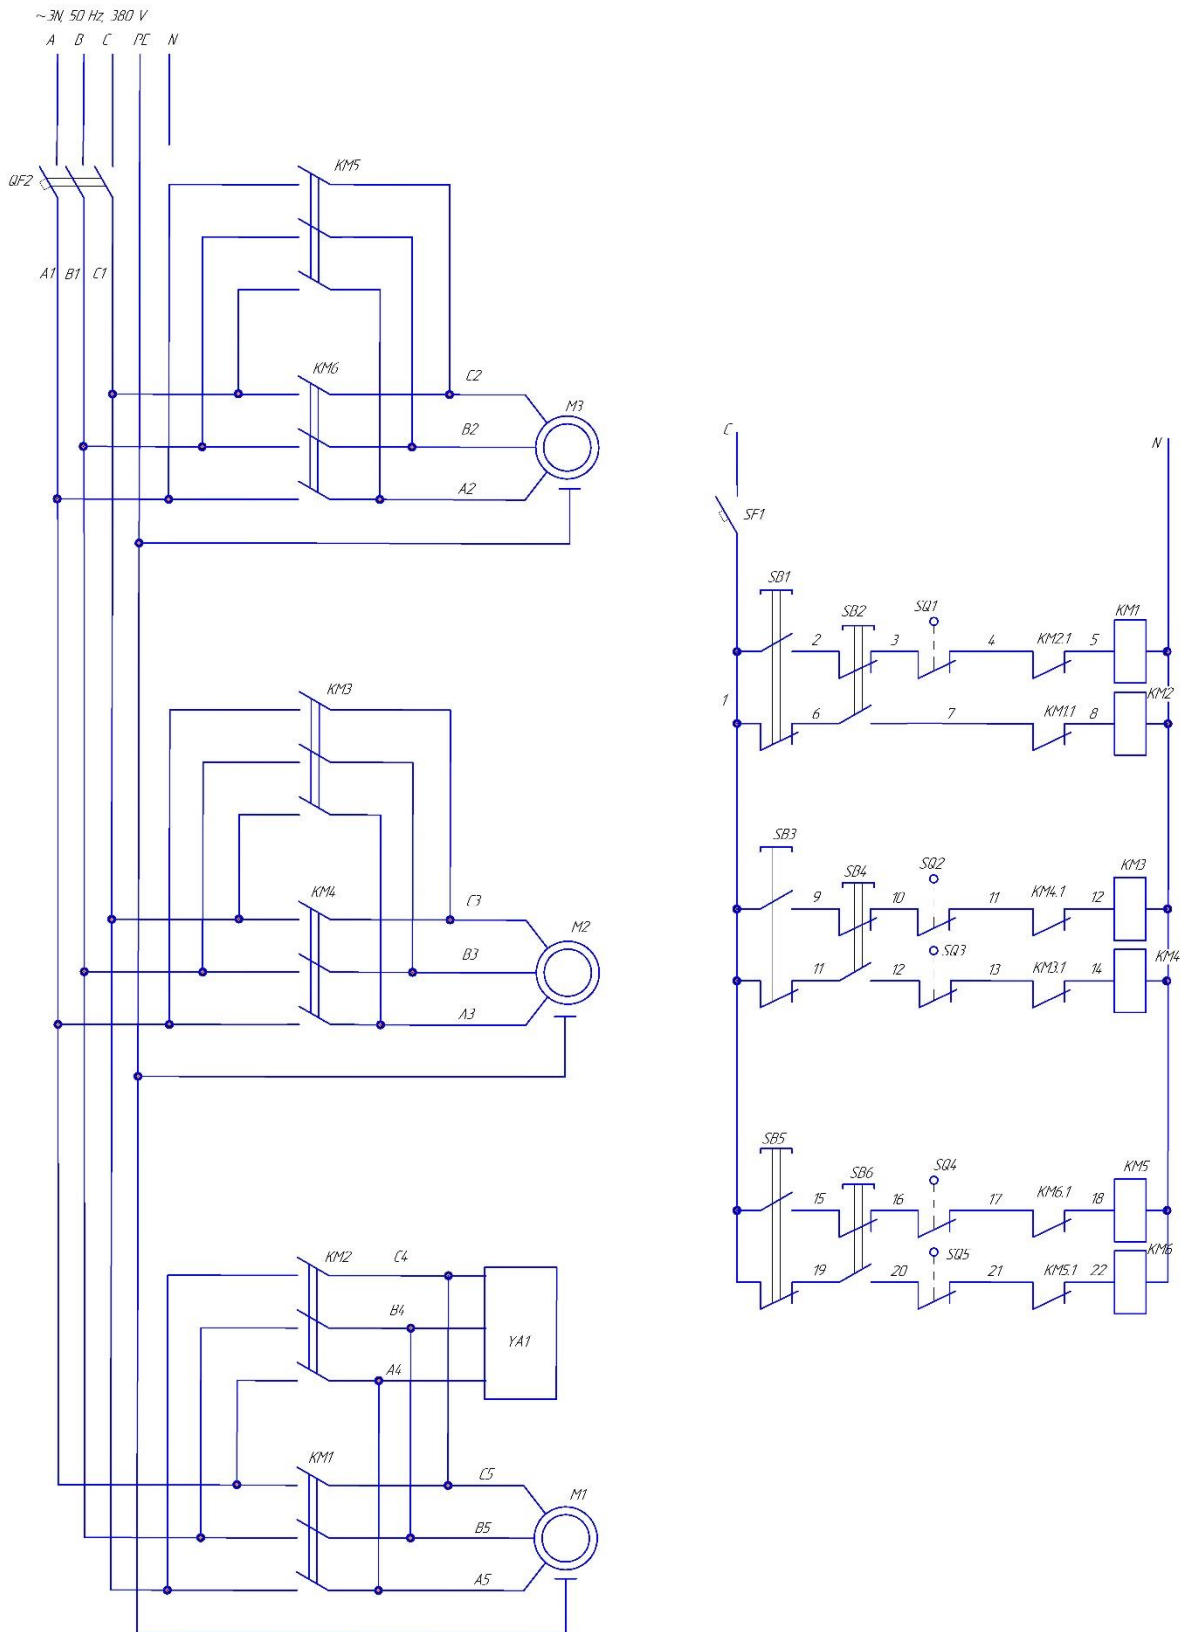 ~3N, 50 Hz, 380 V
A B C PE N
QF2
KM5
A1 B1 C1
KM6
C2
M3
B2
A2
KM3
KM4
C3
M2
B3
A3
KM2
C4
B4
YA1
A4
KM1
C5
M1
B5
A5
C
N
SF1
SB1
SB2
SQ1
KM1
2
3
4
KM2.1
5
1
KM2
6
7
KM1.1
8
SB3
SB4
SQ2
KM3
9
10
11
KM4.1
12
SQ3
KM4
11
12
13
KM3.1
14
SB5
SB6
SQ4
KM5
15
16
17
KM6.1
18
SQ5
KM6
19
20
21
KM5.1
22